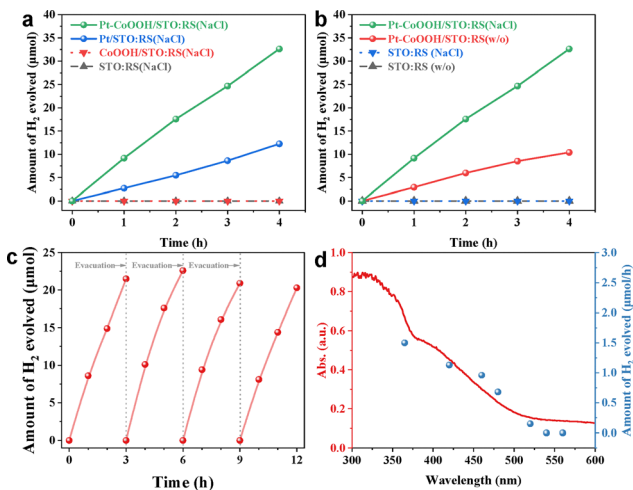 a
Pt-CoOOH/STO:RS(NaCl)
Pt/STO:RS(NaCl)
CoOOH/STO:RS(NaCl)
STO:RS(NaCl)
Amount of H₂ evolved (μmol)
40
35
30
25
20
15
10
5
0
0 1 2 3 4
Time (h)
b
Pt-CoOOH/STO:RS(NaCl)
Pt-CoOOH/STO:RS(w/o)
STO:RS (NaCl)
STO:RS (w/o)
Amount of H₂ evolved (μmol)
40
35
30
25
20
15
10
5
0
0 1 2 3 4
Time (h)
c
Evacuation Evacuation Evacuation
Amount of H₂ evolved (μmol)
25
20
15
10
5
0
0 3 6 9 12
Time (h)
d
Abs. (a.u.)
1.0
0.8
0.6
0.4
0.2
0.0
300 350 400 450 500 550 600
Wavelength (nm)
3.0
2.5
2.0
1.5
1.0
0.5
0.0
Amount of H₂ evolved (μmol/h)